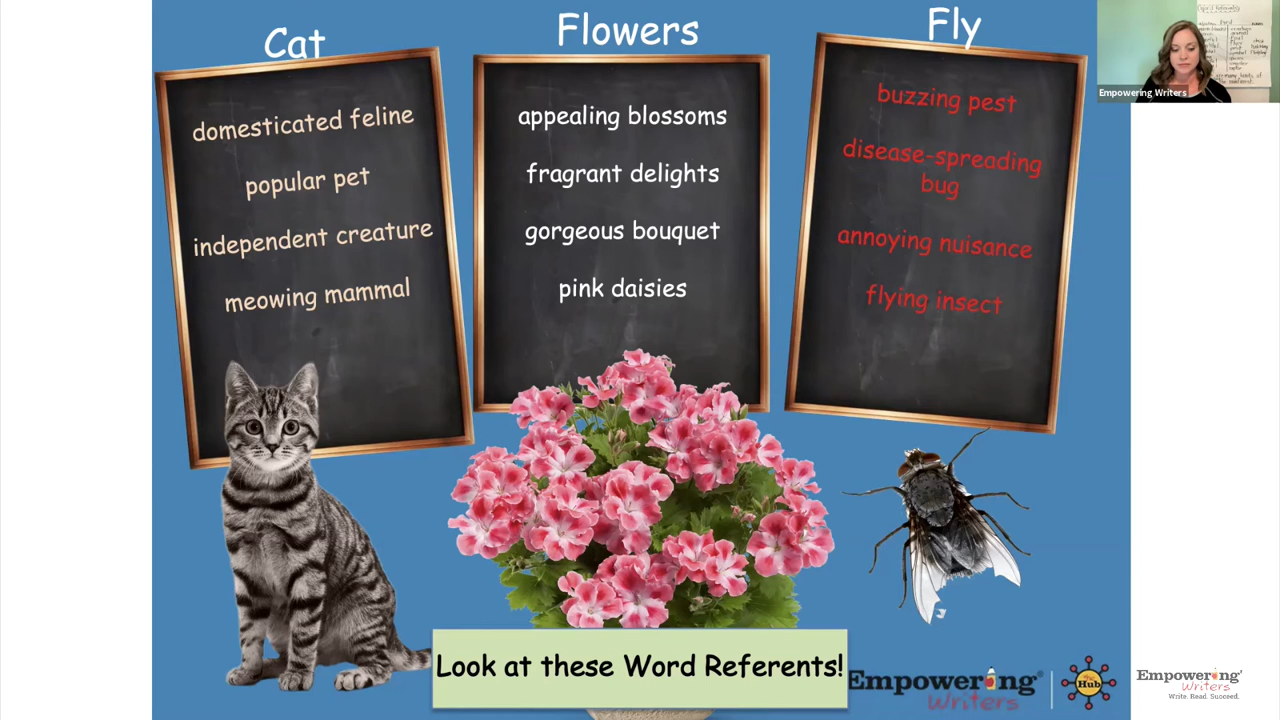 Cat
domesticated feline
popular pet
independent creature
meowing mammal
Flowers
appealing blossoms
fragrant delights
gorgeous bouquet
pink daisies
Fly
buzzing pest
disease-spreading
bug
annoying nuisance
flying insect
Look at these Word Referents!
Empowering Writers
Empowering®
Writers
the
Hub
Empowering®
Writers
Write. Read. Succeed.